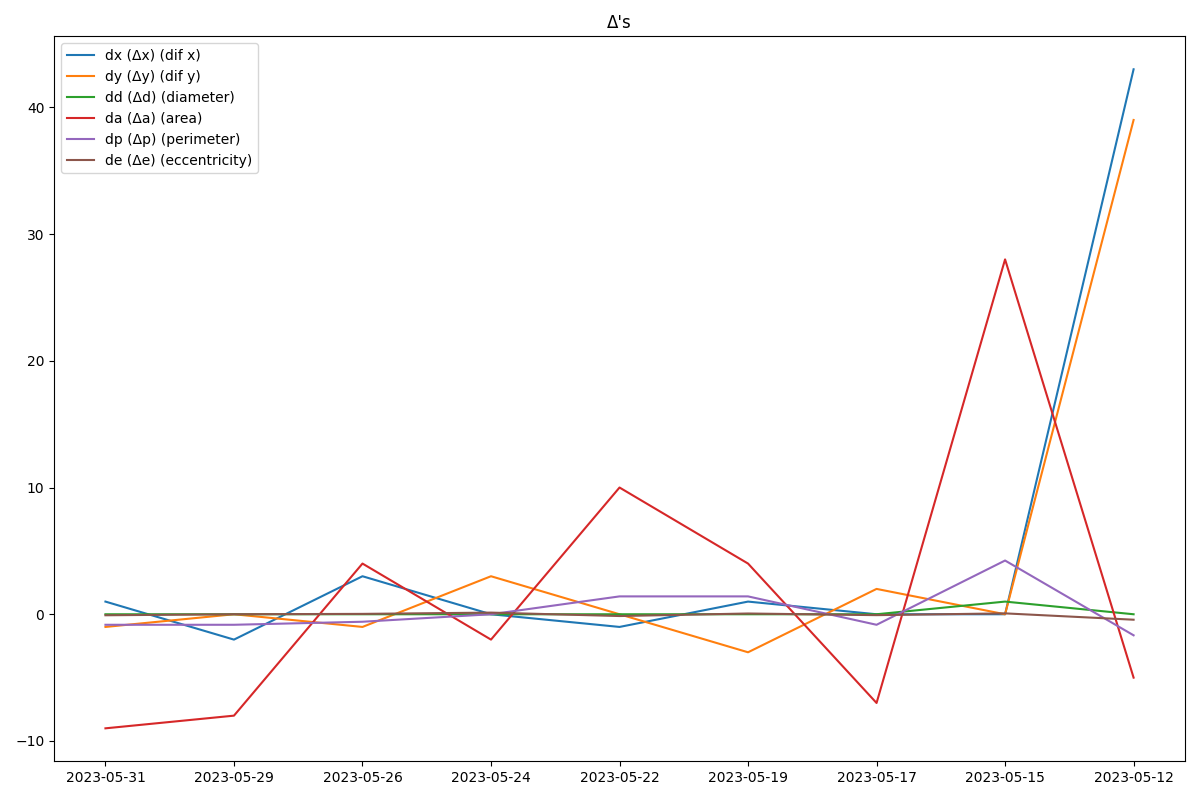 Δ's
dx (Δx) (dif x)
dy (Δy) (dif y)
dd (Δd) (diameter)
da (Δa) (area)
dp (Δp) (perimeter)
de (Δe) (eccentricity)
40
30
20
10
0
−10
2023-05-31 2023-05-29 2023-05-26 2023-05-24 2023-05-22 2023-05-19 2023-05-17 2023-05-15 2023-05-12